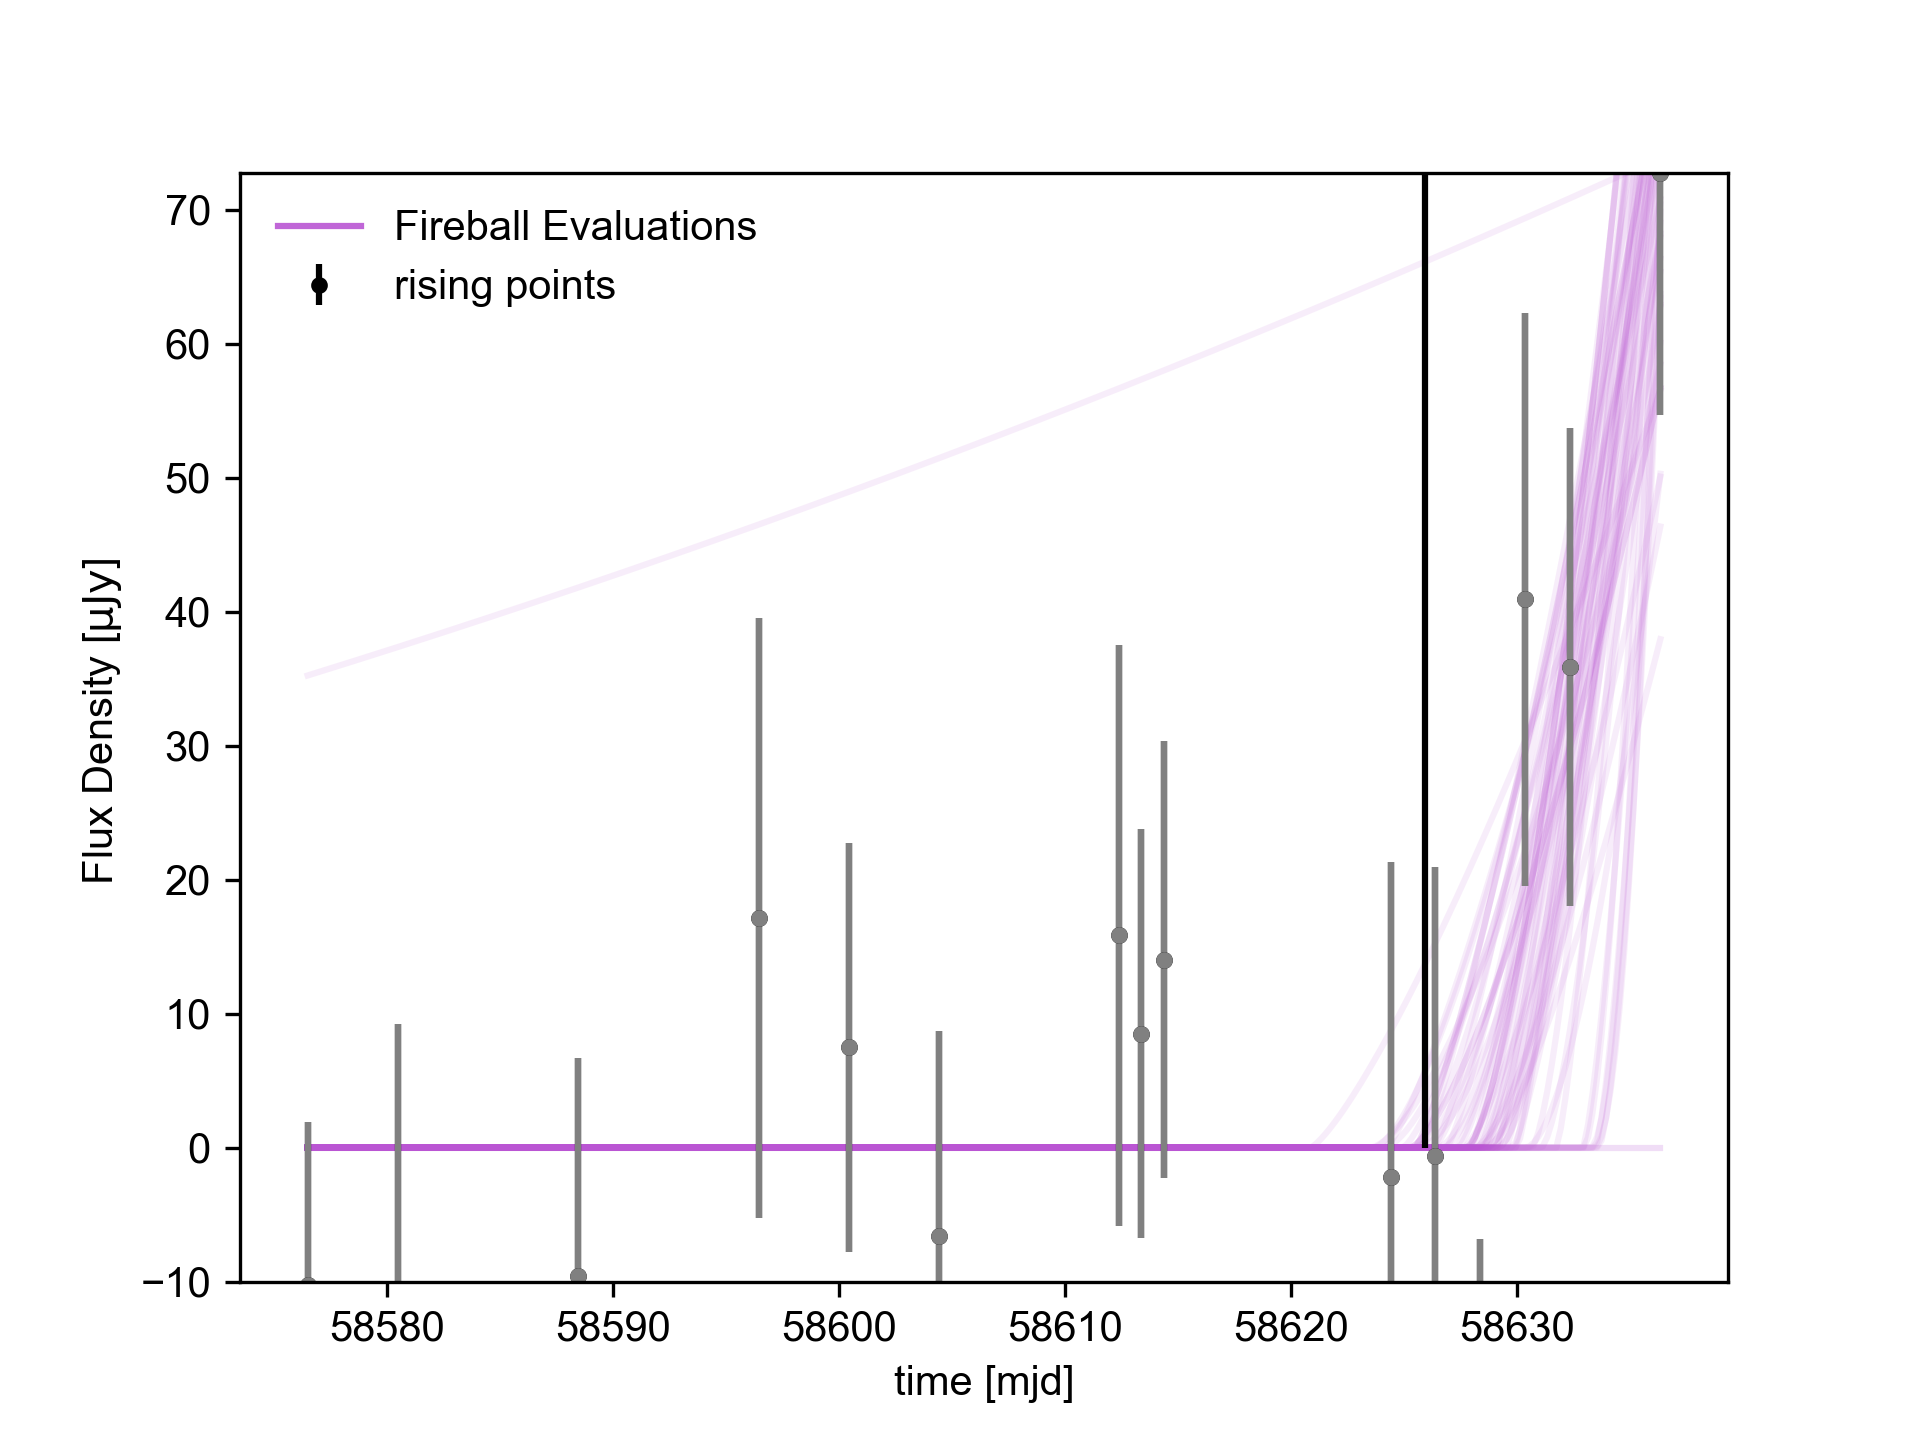 Fireball Evaluations
rising points
70
60
50
40
30
20
10
0
−10
Flux Density [μJy]
58580 58590 58600 58610 58620 58630
time [mjd]